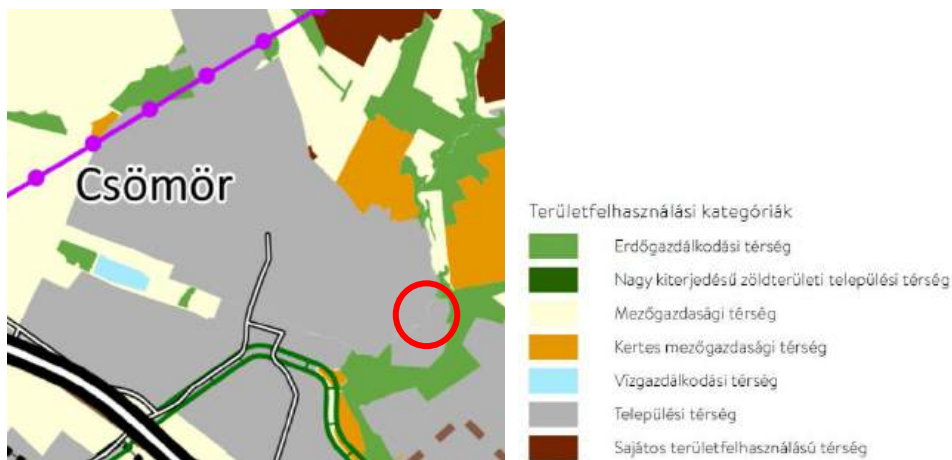 Csömör
Területfelhasználási kategóriák
Erdőgazdálkodási térség
Nagy kiterjedésű zöldterületi települési térség
Mezőgazdasági térség
Kertes mezőgazdasági térség
Vízgazdálkodási térség
Települési térség
Sajátos területfelhasználású térség